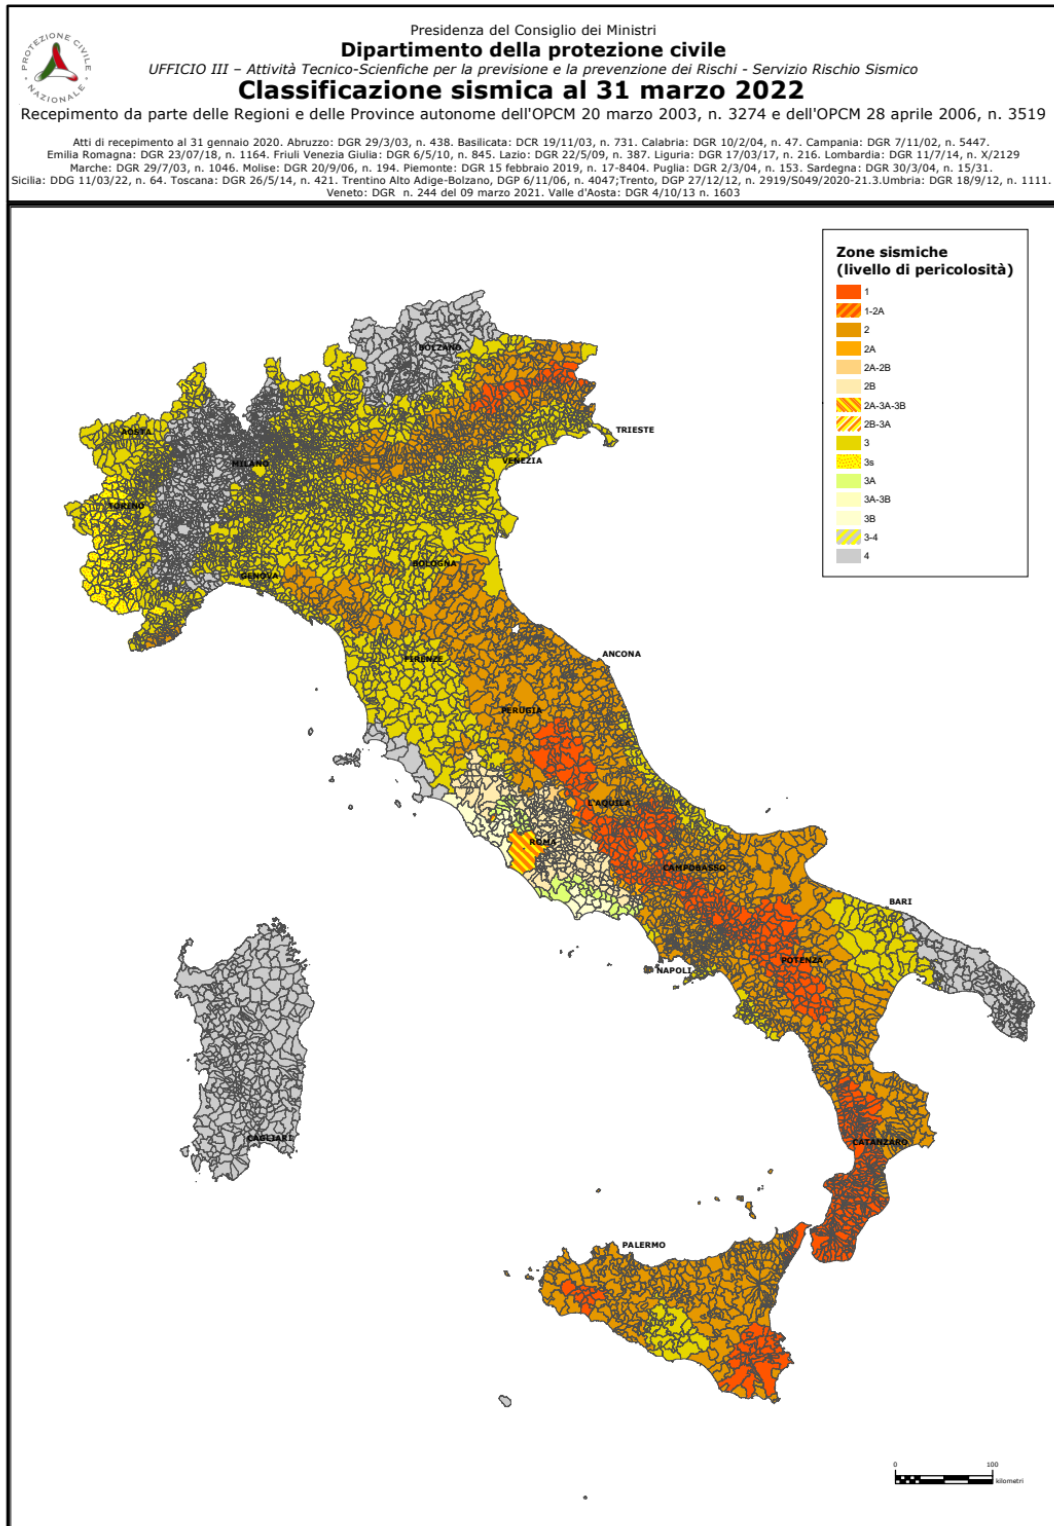 PROTEZIONE CIVILE
NAZIONALE
Presidenza del Consiglio dei Ministri
Dipartimento della protezione civile
UFFICIO III – Attività Tecnico-Scienfiche per la previsione e la prevenzione dei Rischi - Servizio Rischio Sismico
Classificazione sismica al 31 marzo 2022
Recepimento da parte delle Regioni e delle Province autonome dell'OPCM 20 marzo 2003, n. 3274 e dell'OPCM 28 aprile 2006, n. 3519
Atti di recepimento al 31 gennaio 2020. Abruzzo: DGR 29/3/03, n. 438. Basilicata: DCR 19/11/03, n. 731. Calabria: DGR 10/2/04, n. 47. Campania: DGR 7/11/02, n. 5447.
Emilia Romagna: DGR 23/07/18, n. 1164. Friuli Venezia Giulia: DGR 6/5/10, n. 845. Lazio: DGR 22/5/09, n. 387. Liguria: DGR 17/03/17, n. 216. Lombardia: DGR 11/7/14, n. X/2129
Marche: DGR 29/7/03, n. 1046. Molise: DGR 20/9/06, n. 194. Piemonte: DGR 15 febbraio 2019, n. 17-8404. Puglia: DGR 2/3/04, n. 153. Sardegna: DGR 30/3/04, n. 15/31.
Sicilia: DDG 11/03/22, n. 64. Toscana: DGR 26/5/14, n. 421. Trentino Alto Adige-Bolzano, DGP 6/11/06, n. 4047;Trento, DGP 27/12/12, n. 2919/S049/2020-21.3.Umbria: DGR 18/9/12, n. 1111.
Veneto: DGR n. 244 del 09 marzo 2021. Valle d'Aosta: DGR 4/10/13 n. 1603
Zone sismiche
(livello di pericolosità)
1
1-2A
2
2A
2A-2B
2B
2A-3A-3B
2B-3A
3
3s
3A
3A-3B
3B
3-4
4
BOLZANO
AOSTA
TRIESTE
MILANO
VENEZIA
TORINO
BOLOGNA
GENOVA
FIRENZE
ANCONA
PERUGIA
L'AQUILA
ROMA
CAMPOBASSO
BARI
NAPOLI
POTENZA
CAGLIARI
CATANZARO
PALERMO
0 100
kilometri